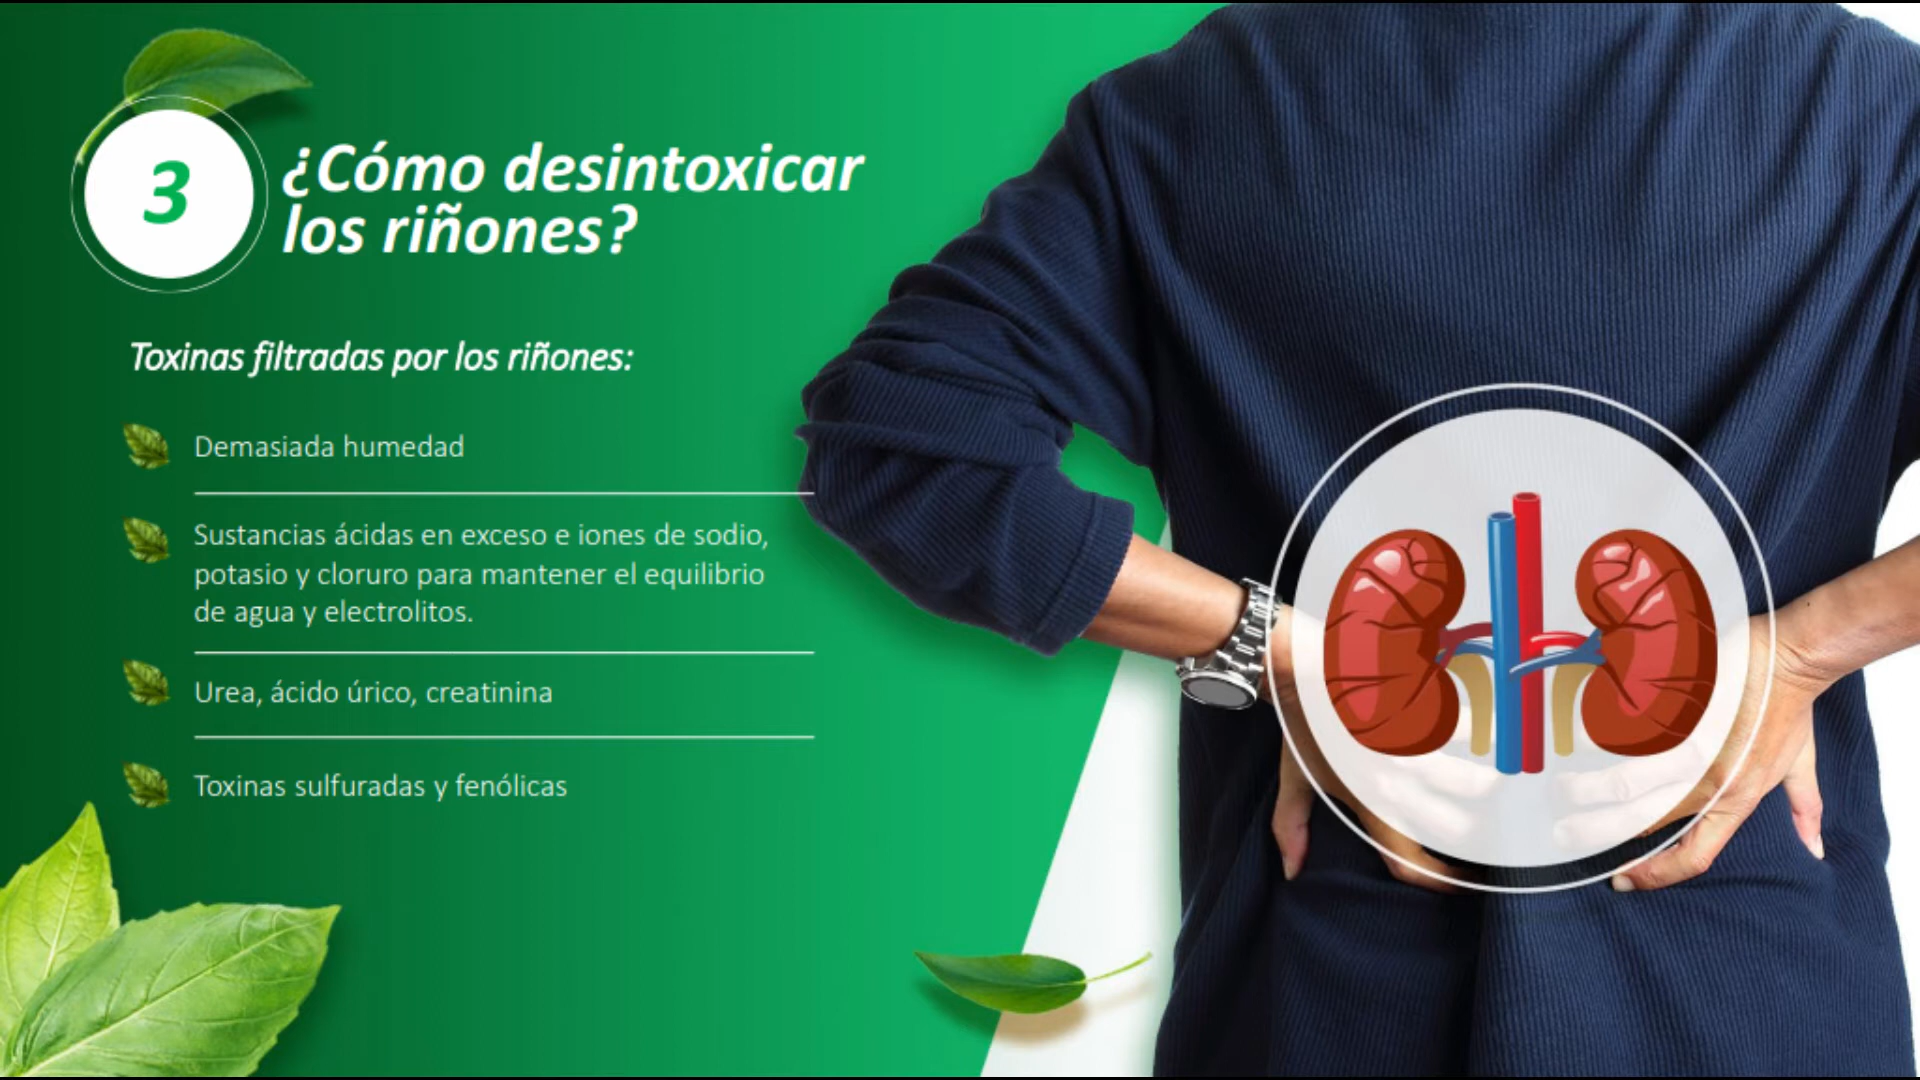 3
¿Cómo desintoxicar
los riñones?
Toxinas filtradas por los riñones:
Demasiada humedad
Sustancias ácidas en exceso e iones de sodio,
potasio y cloruro para mantener el equilibrio
de agua y electrolitos.
Urea, ácido úrico, creatinina
Toxinas sulfuradas y fenólicas